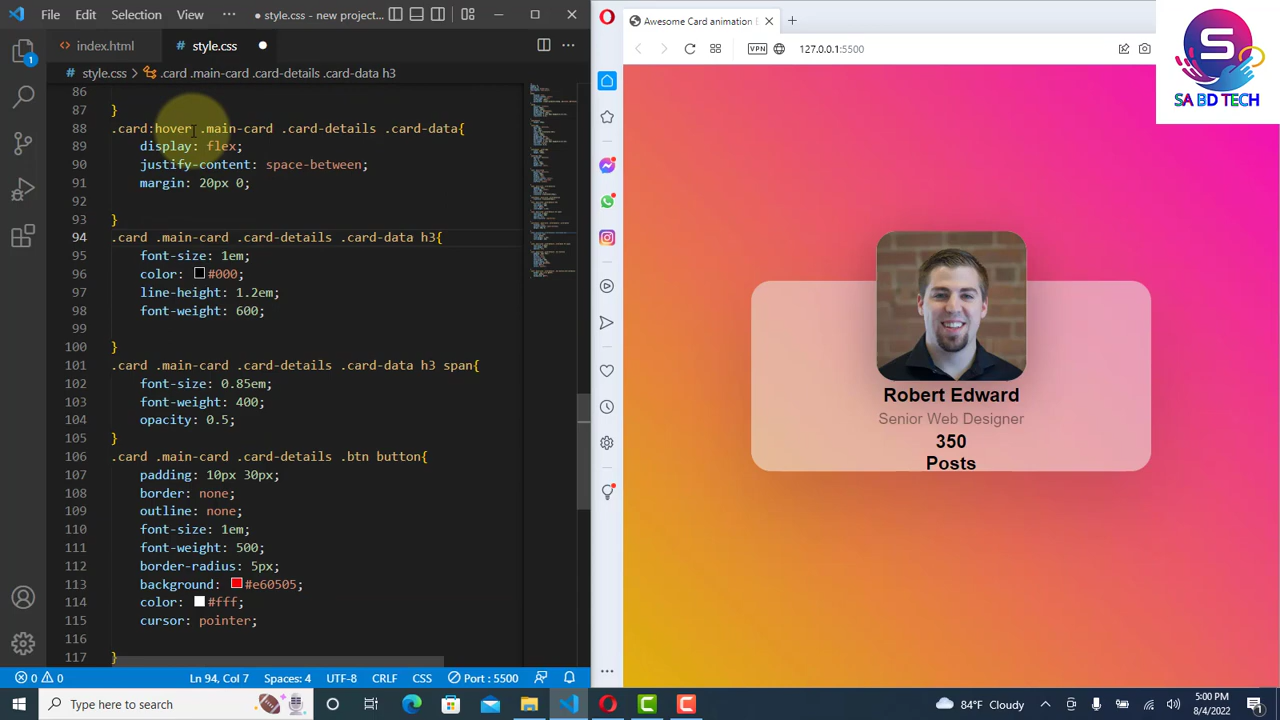 File Edit Selection View
style.css - new projec...
Awesome Card animation
index.html
style.css
VPN
127.0.0.1:5500
S
SA BD TECH
style.css > .card .main-card .card-details .card-data h3
1
86
87 }
88 .card:hover .main-card .card-details .card-data{
89 display: flex;
90 justify-content: space-between;
91 margin: 20px 0;
92
93 }
94 .card .main-card .card-details .card-data h3{
95 font-size: 1em;
96 color: #000;
97 line-height: 1.2em;
98 font-weight: 600;
99
100 }
101 .card .main-card .card-details .card-data h3 span{
102 font-size: 0.85em;
103 font-weight: 400;
104 opacity: 0.5;
105 }
106 .card .main-card .card-details .btn button{
107 padding: 10px 30px;
108 border: none;
109 outline: none;
110 font-size: 1em;
111 font-weight: 500;
112 border-radius: 5px;
113 background: #e60505;
114 color: #fff;
115 cursor: pointer;
116
117 }
Robert Edward
Senior Web Designer
350
Posts
0 0 Ln 94, Col 7 Spaces: 4 UTF-8 CRLF CSS Port : 5500
Type here to search
84°F Cloudy
5:00 PM
8/4/2022
1